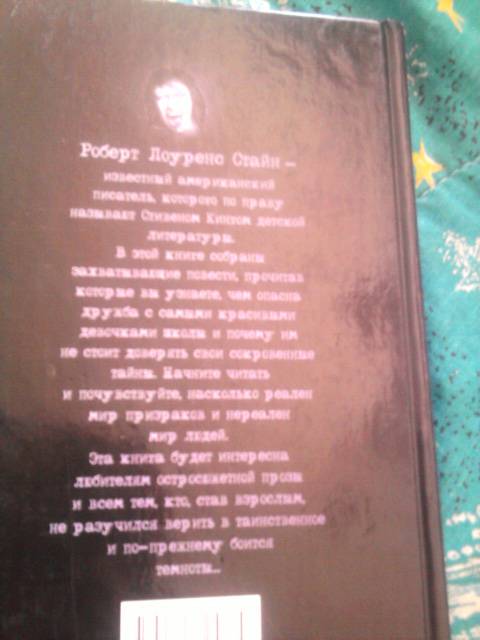 Роберт Лоуренс Стайн —
известный американский
писатель, которого по праву
называют Стивеном Кингом детской
литературы.
В этой книге собраны
захватывающие повести, прочитав
которые вы узнаете, чем опасна
дружба с самыми красивыми
девочками школы и почему им
не стоит доверять свои сокровенные
тайны. Начните читать
и почувствуйте, насколько реален
мир призраков и нереален
мир людей.
Эта книга будет интересна
любителям остросюжетной прозы
и всем тем, кто, став взрослым,
не разучился верить в таинственное
и по-прежнему боится
темноты...